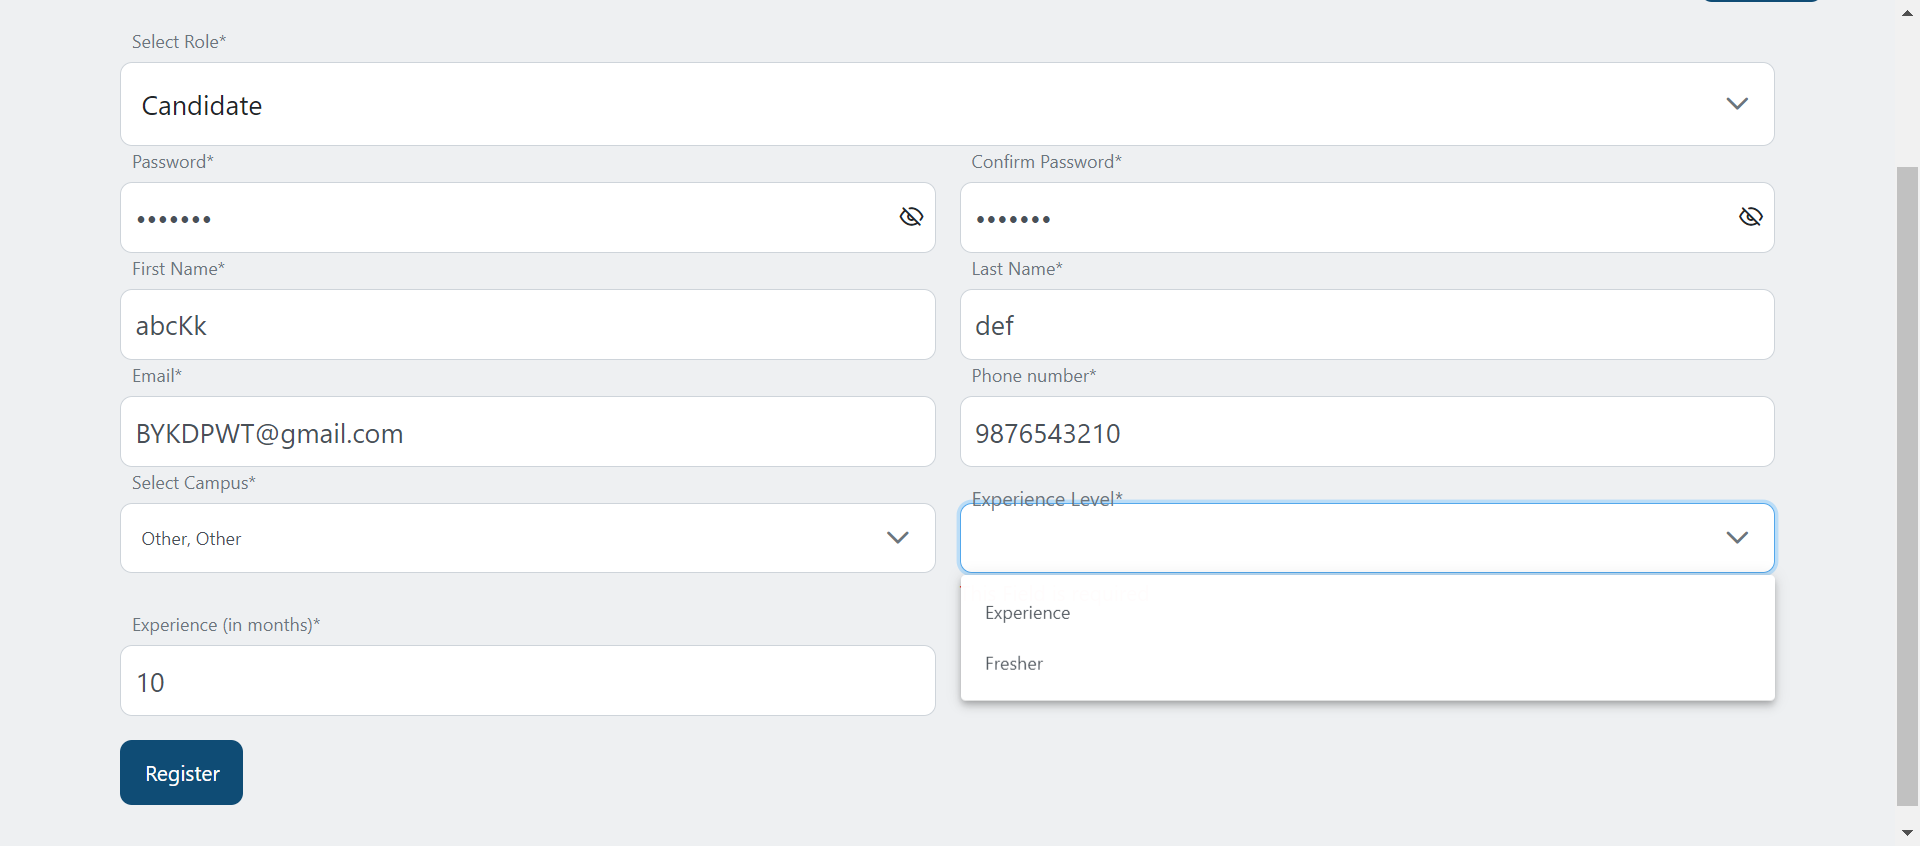 Select Role*
Candidate
Password*
Confirm Password*
•••••••
•••••••
First Name*
Last Name*
abcKk
def
Email*
Phone number*
BYKDPWT@gmail.com
9876543210
Select Campus*
Experience Level*
Other, Other
Experience
Experience (in months)*
Fresher
10
Register